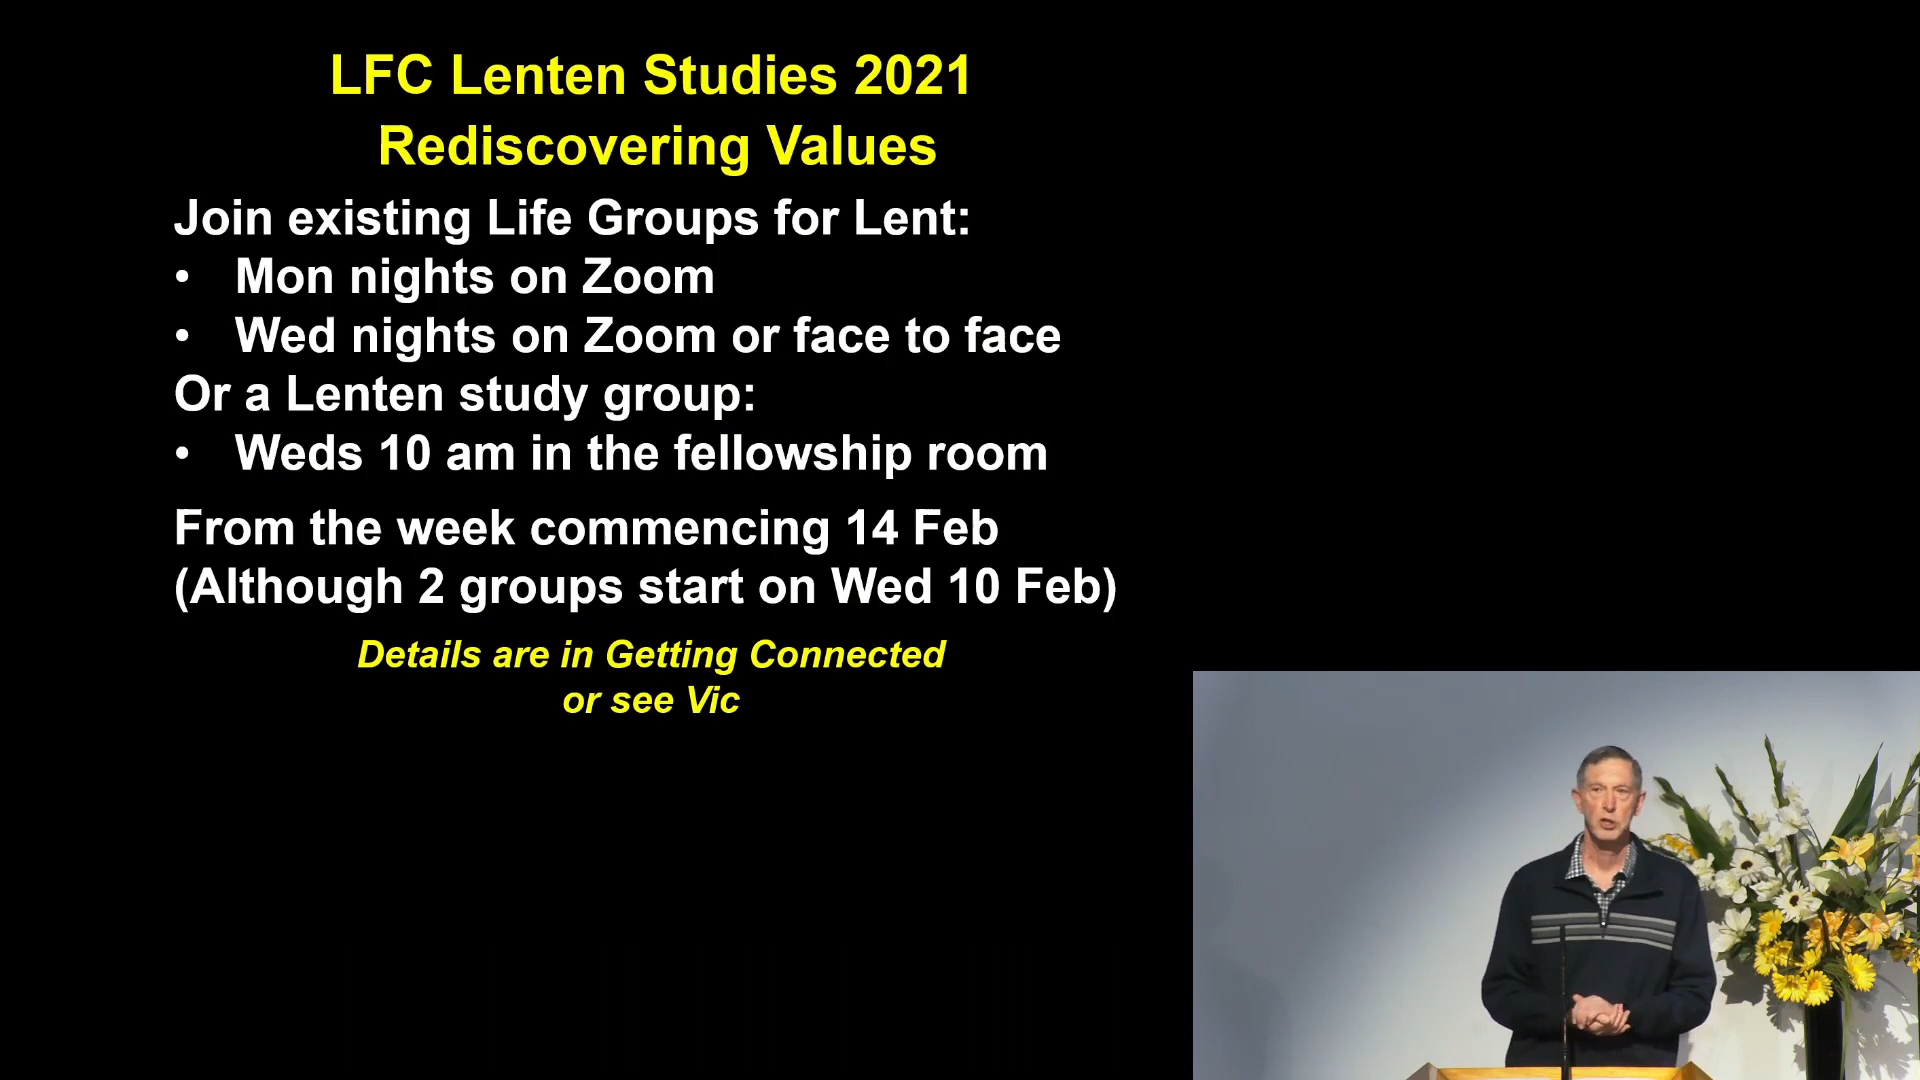 LFC Lenten Studies 2021
Rediscovering Values
Join existing Life Groups for Lent:
• Mon nights on Zoom
• Wed nights on Zoom or face to face
Or a Lenten study group:
• Weds 10 am in the fellowship room
From the week commencing 14 Feb
(Although 2 groups start on Wed 10 Feb)
Details are in Getting Connected
or see Vic